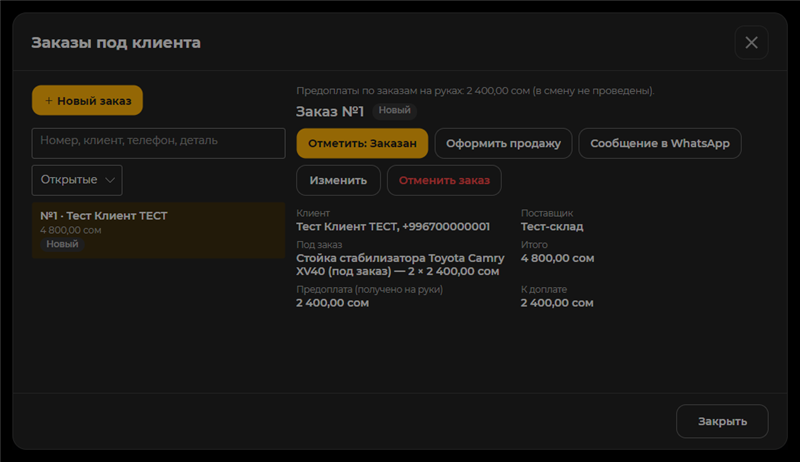 Заказы под клиента
+ Новый заказ
Номер, клиент, телефон, деталь
Открытые
№1 · Тест Клиент ТЕСТ
4 800,00 сом
Новый
Предоплаты по заказам на руках: 2 400,00 сом (в смену не проведены).
Заказ №1 Новый
Отметить: Заказан
Оформить продажу
Сообщение в WhatsApp
Изменить
Отменить заказ
Клиент
Тест Клиент ТЕСТ, +996700000001
Поставщик
Тест-склад
Под заказ
Стойка стабилизатора Toyota Camry
XV40 (под заказ) — 2 × 2 400,00 сом
Итого
4 800,00 сом
Предоплата (получено на руки)
2 400,00 сом
К доплате
2 400,00 сом
Закрыть